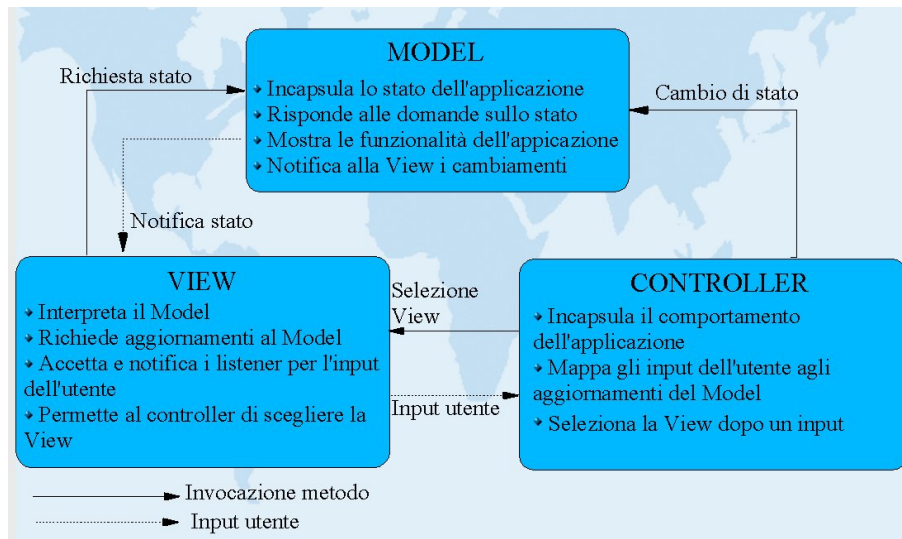 MODEL
Incapsula lo stato dell'applicazione
Risponde alle domande sullo stato
Mostra le funzionalità dell'appicazione
Notifica alla View i cambiamenti
Richiesta stato
Cambio di stato
Notifica stato
VIEW
Interpreta il Model
Richiede aggiornamenti al Model
Accetta e notifica i listener per l'input
dell'utente
Permette al controller di scegliere la
View
Selezione
View
Input utente
CONTROLLER
Incapsula il comportamento
dell'applicazione
Mappa gli input dell'utente agli
aggiornamenti del Model
Seleziona la View dopo un input
Invocazione metodo
Input utente